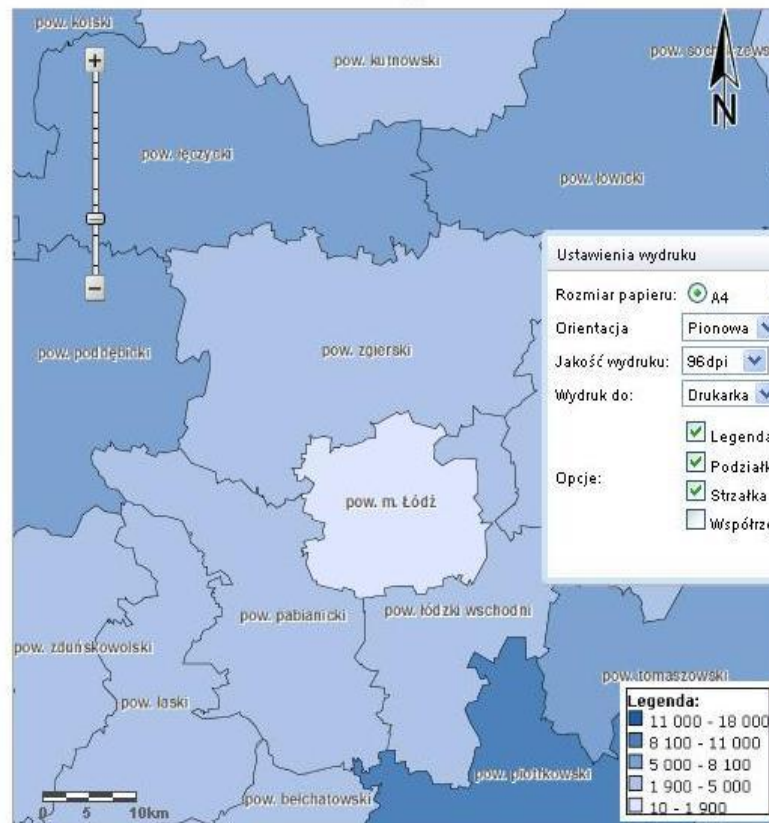 pow. kolski
pow. kutnowski
N
+
pow. łęczycki
pow. łowicki
−
Ustawienia wydruku
Rozmiar papieru: A4
Orientacja Pionowa
Jakość wydruku: 96dpi
Wydruk do: Drukarka
Opcje:
Legenda
Podziałk
Strzałka
Współrzę
pow. poddębicki
pow. zgierski
pow. m. Łódź
pow. pabianicki
pow. łódzki wschodni
pow. zduńskowolski
pow. łaski
pow. tomaszowski
pow. piotrkowski
pow. bełchatowski
0 5 10km
Legenda:
11 000 - 18 000
8 100 - 11 000
5 000 - 8 100
1 900 - 5 000
10 - 1 900